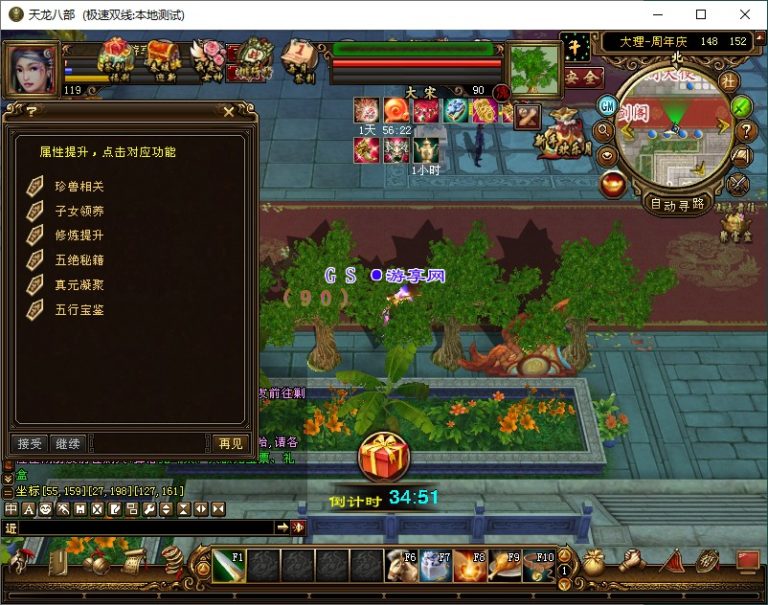 天龙八部 (极速双线:本地测试)
119
大宋
90
安全
大理-周年庆 148 152
北
GM
自动寻路
1天 56:22
1小时
?
属性提升，点击对应功能
珍兽相关
子女领养
修炼提升
五绝秘籍
真元凝聚
五行宝鉴
接受 继续 再见
GS ●游享网
(90)
盒
坐标[55,159][27,198][127,161]
倒计时 34:51
近
F1 F6 F7 F8 F9 F10 1